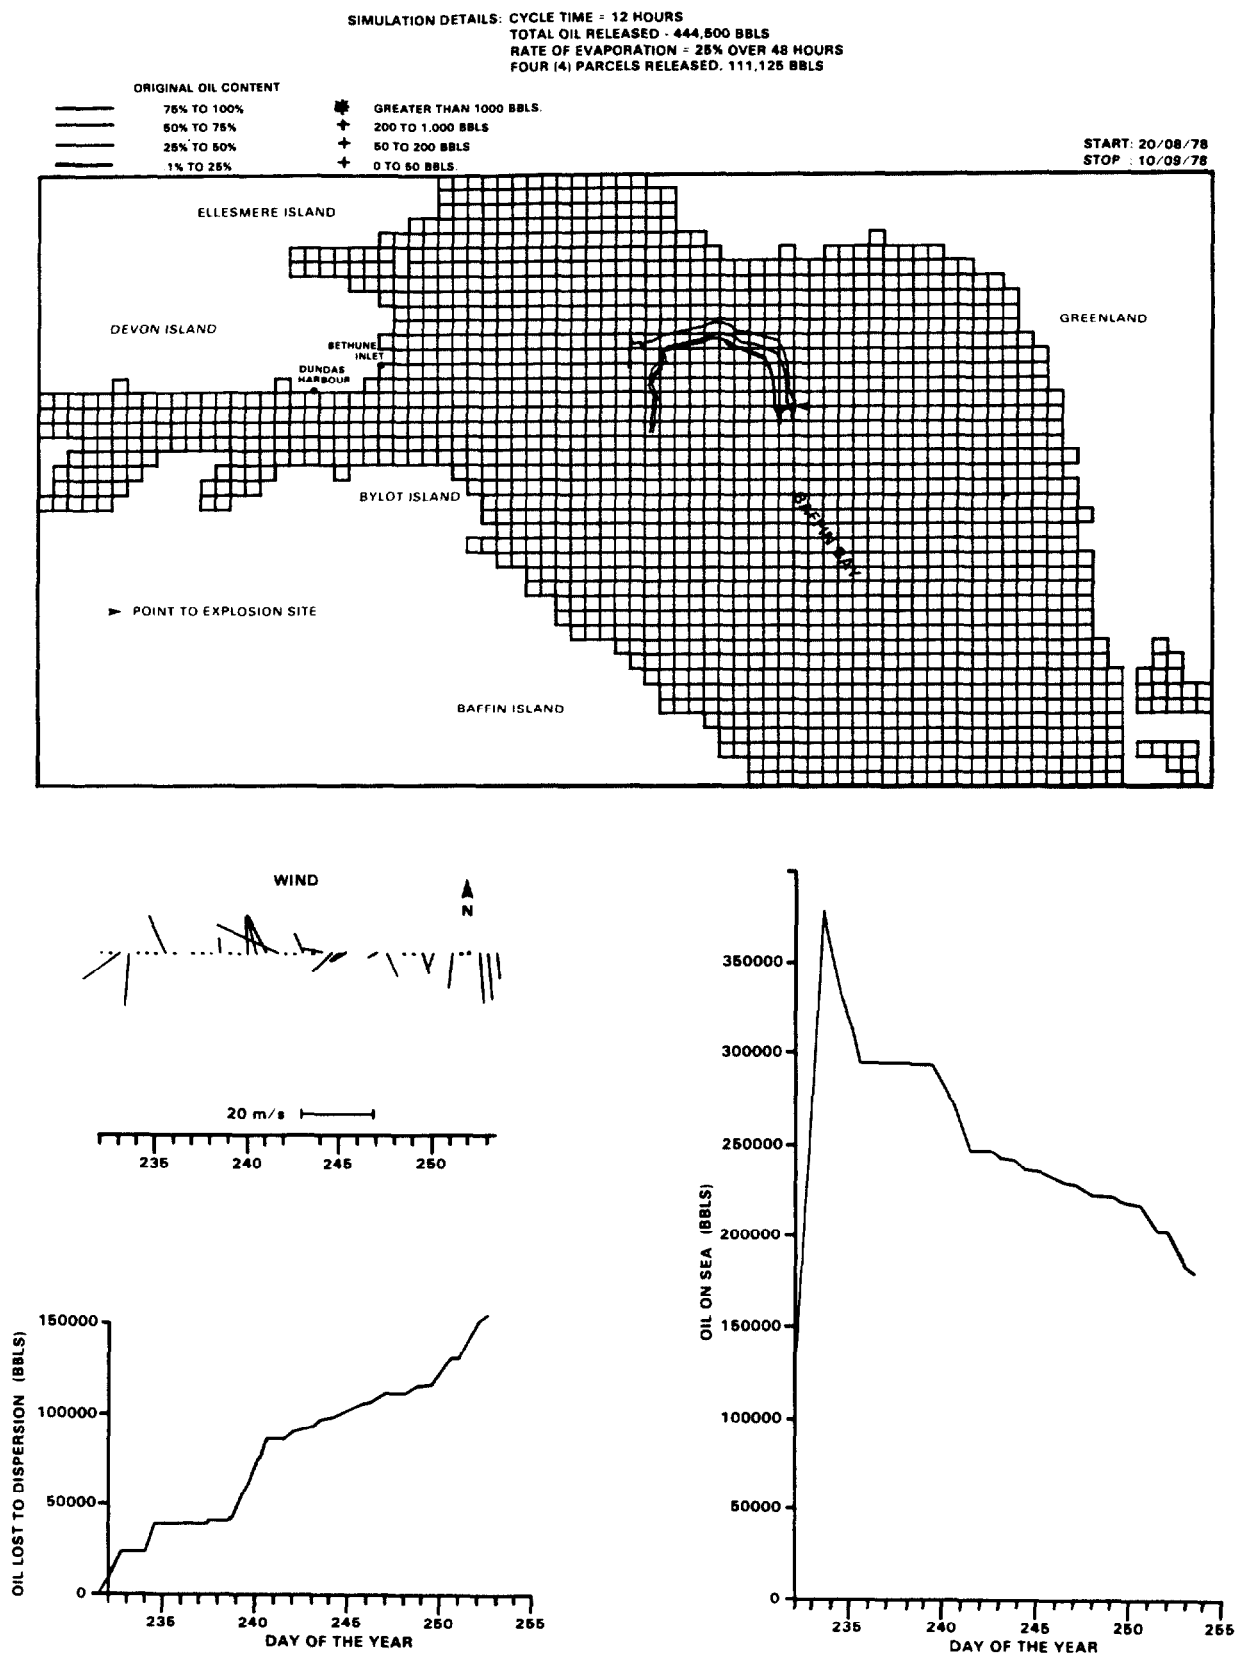 SIMULATION DETAILS: CYCLE TIME = 12 HOURS
TOTAL OIL RELEASED - 444,500 BBLS
RATE OF EVAPORATION = 25% OVER 48 HOURS
FOUR (4) PARCELS RELEASED, 111,125 BBLS
ORIGINAL OIL CONTENT
75% TO 100% GREATER THAN 1000 BBLS.
50% TO 75% 200 TO 1.000 BBLS
25% TO 50% 50 TO 200 BBLS
1% TO 25% 0 TO 50 BBLS.
START: 20/08/78
STOP : 10/09/78
ELLESMERE ISLAND
DEVON ISLAND
GREENLAND
BETHUNE
INLET
DUNDAS
HARBOUR
BYLOT ISLAND
BAFFIN BAY
POINT TO EXPLOSION SITE
BAFFIN ISLAND
WIND
N
20 m/s
235 240 245 250
OIL LOST TO DISPERSION (BBLS)
150000
100000
50000
0
235 240 245 250 255
DAY OF THE YEAR
OIL ON SEA (BBLS)
350000
300000
250000
200000
150000
100000
50000
0
235 240 245 250 255
DAY OF THE YEAR